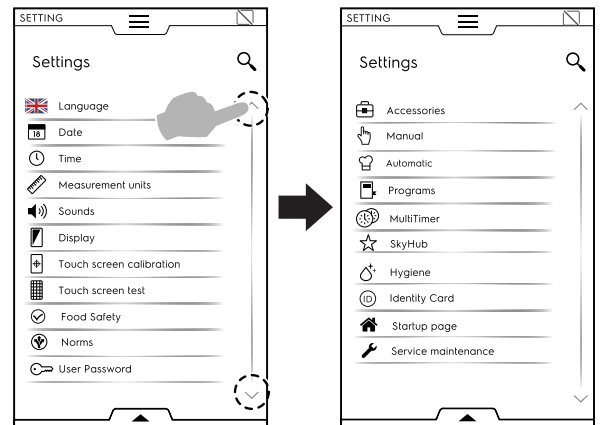 SETTING
Settings
Language
18 Date
Time
Measurement units
Sounds
Display
Touch screen calibration
Touch screen test
Food Safety
Norms
User Password
SETTING
Settings
Accessories
Manual
Automatic
Programs
MultiTimer
SkyHub
Hygiene
ID Identity Card
Startup page
Service maintenance